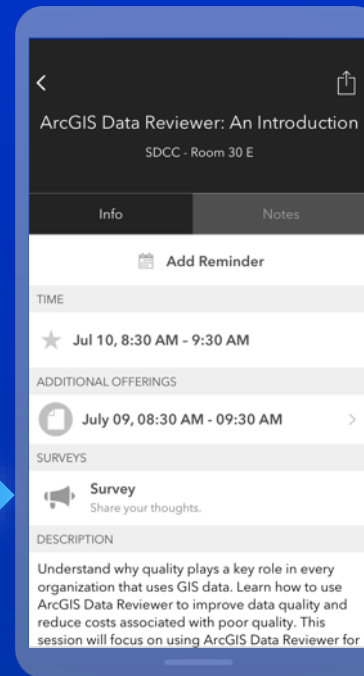 ArcGIS Data Reviewer: An Introduction
SDCC - Room 30 E
Info
Notes
Add Reminder
TIME
Jul 10, 8:30 AM – 9:30 AM
ADDITIONAL OFFERINGS
July 09, 08:30 AM - 09:30 AM
SURVEYS
Survey
Share your thoughts.
DESCRIPTION
Understand why quality plays a key role in every
organization that uses GIS data. Learn how to use
ArcGIS Data Reviewer to improve data quality and
reduce costs associated with poor quality. This
session will focus on using ArcGIS Data Reviewer for